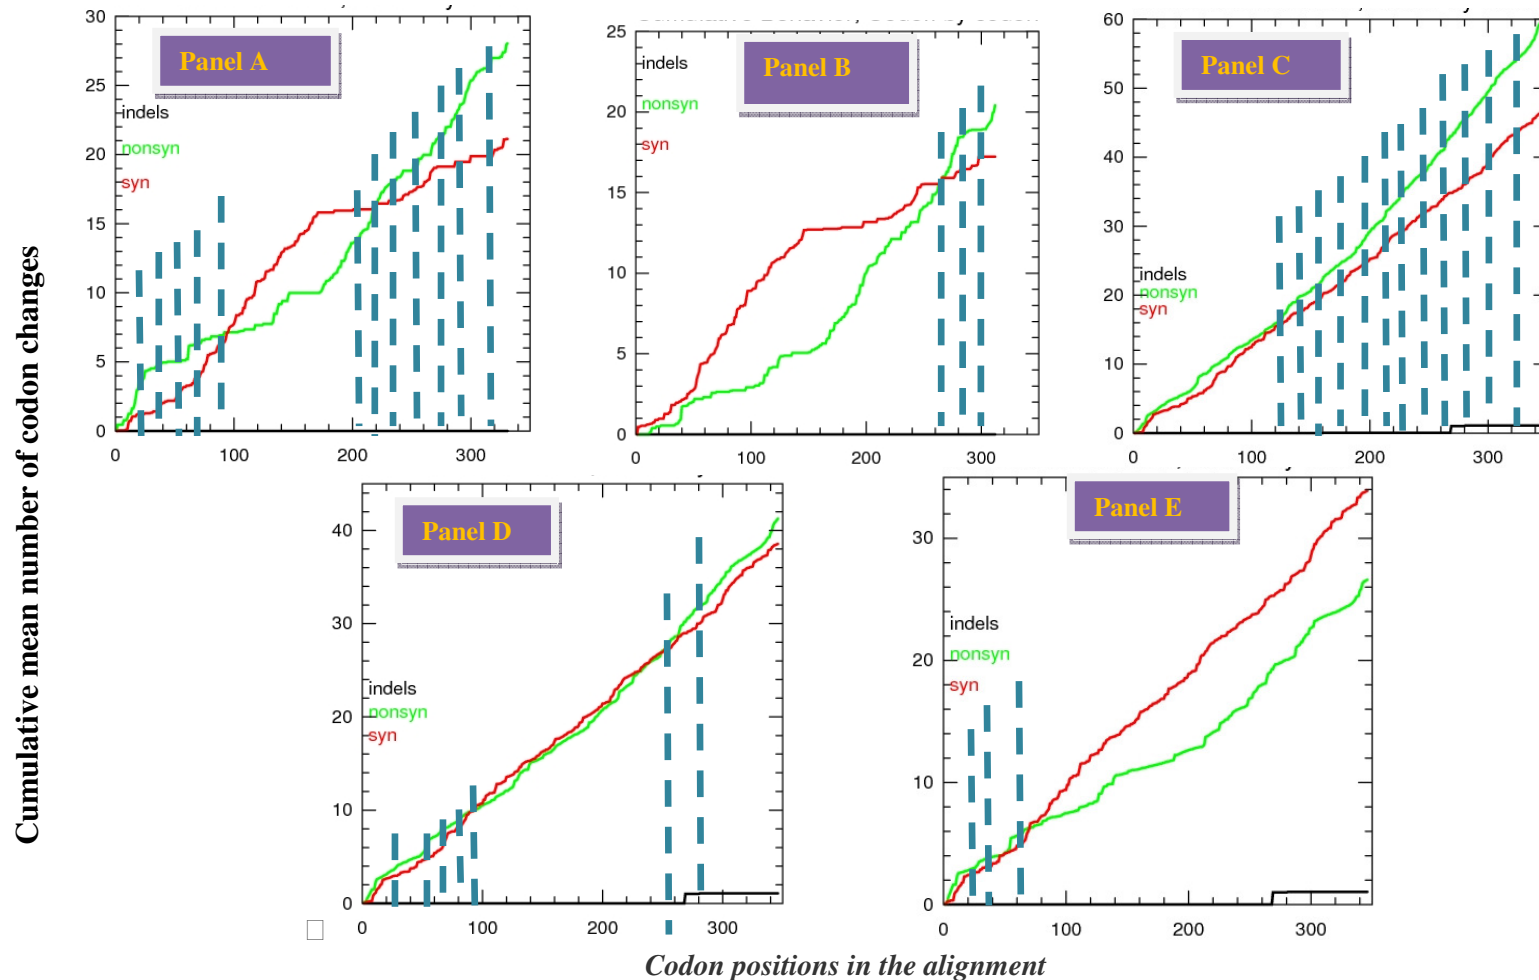 Cumulative mean number of codon changes
Panel A
30
25
20
15
10
5
0
indels
nonsyn
syn
0 100 200 300
Panel B
25
20
15
10
5
0
indels
nonsyn
syn
0 100 200 300
Panel C
60
50
40
30
20
10
0
indels
nonsyn
syn
0 100 200 300
Panel D
40
30
20
10
0
indels
nonsyn
syn
0 100 200 300
Panel E
30
20
10
0
indels
nonsyn
syn
0 100 200 300
Codon positions in the alignment